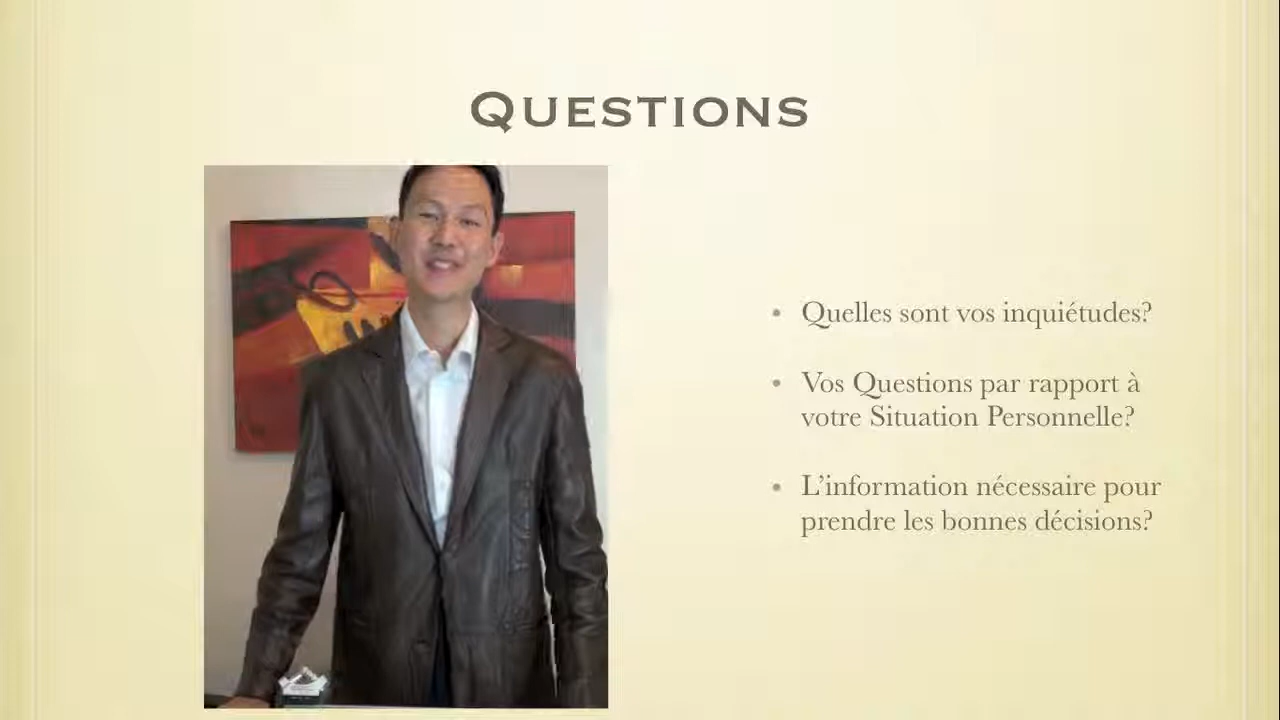 Questions
• Quelles sont vos inquiétudes?
• Vos Questions par rapport à
votre Situation Personnelle?
• L’information nécessaire pour
prendre les bonnes décisions?